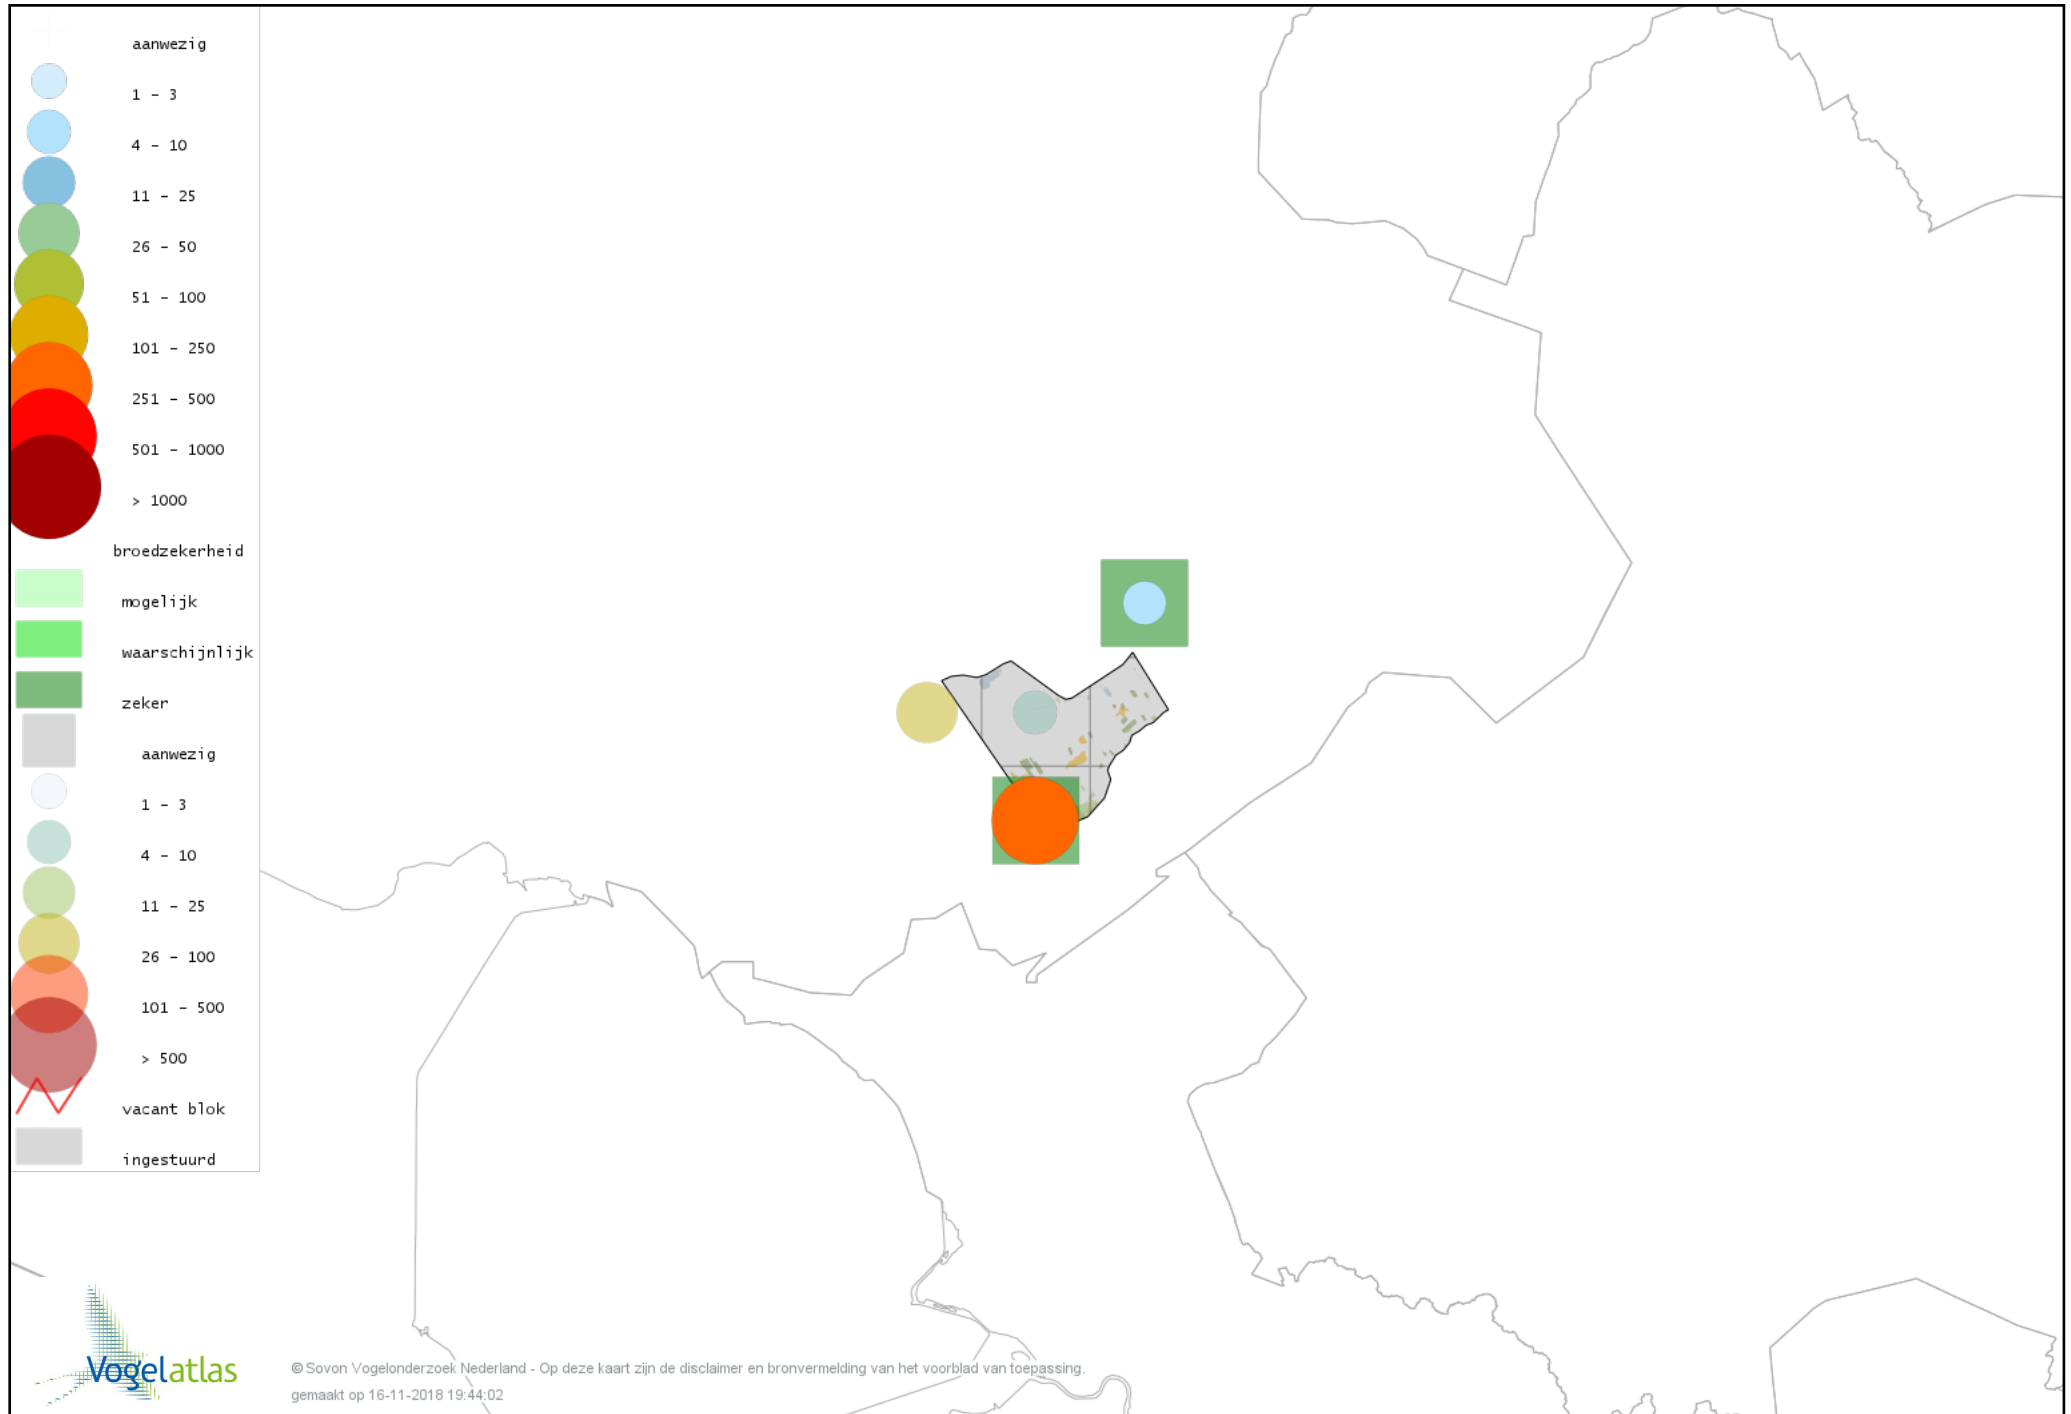 aanwezig
1 - 3
4 - 10
11 - 25
26 - 50
51 - 100
101 - 250
251 - 500
501 - 1000
> 1000
broedzekerheid
mogelijk
waarschijnlijk
zeker
aanwezig
1 - 3
4 - 10
11 - 25
26 - 100
101 - 500
> 500
vacant blok
ingestuurd
Vogelatlas
© Sovon Vogelonderzoek Nederland - Op deze kaart zijn de disclaimer en bronvermelding van het voorblad van toepassing.
gemaakt op 16-11-2018 19:44:02